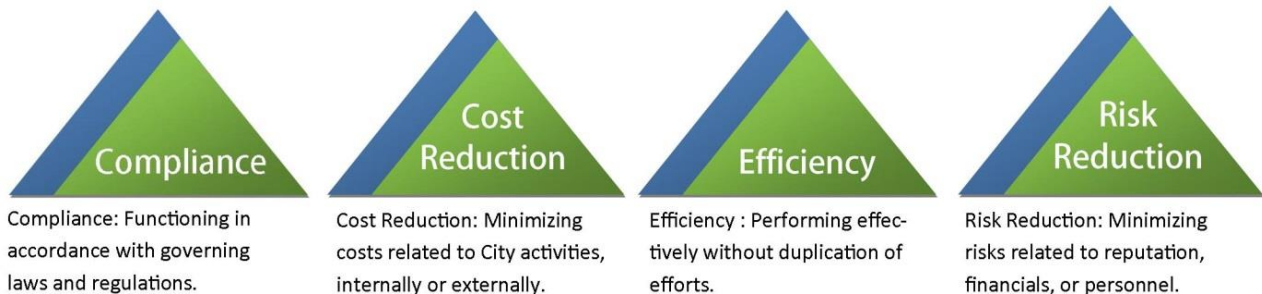 Compliance
Cost
Reduction
Efficiency
Risk
Reduction
Compliance: Functioning in
accordance with governing
laws and regulations.
Cost Reduction: Minimizing
costs related to City activities,
internally or externally.
Efficiency : Performing effec-
tively without duplication of
efforts.
Risk Reduction: Minimizing
risks related to reputation,
financials, or personnel.